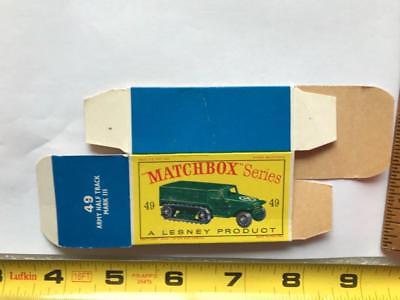 49
ARMY HALF TRACK
MARK III
"MATCHBOX" Series
49 49
A LESNEY PRODUCT
Lufkin 4 16FT 5 6 7 8 9